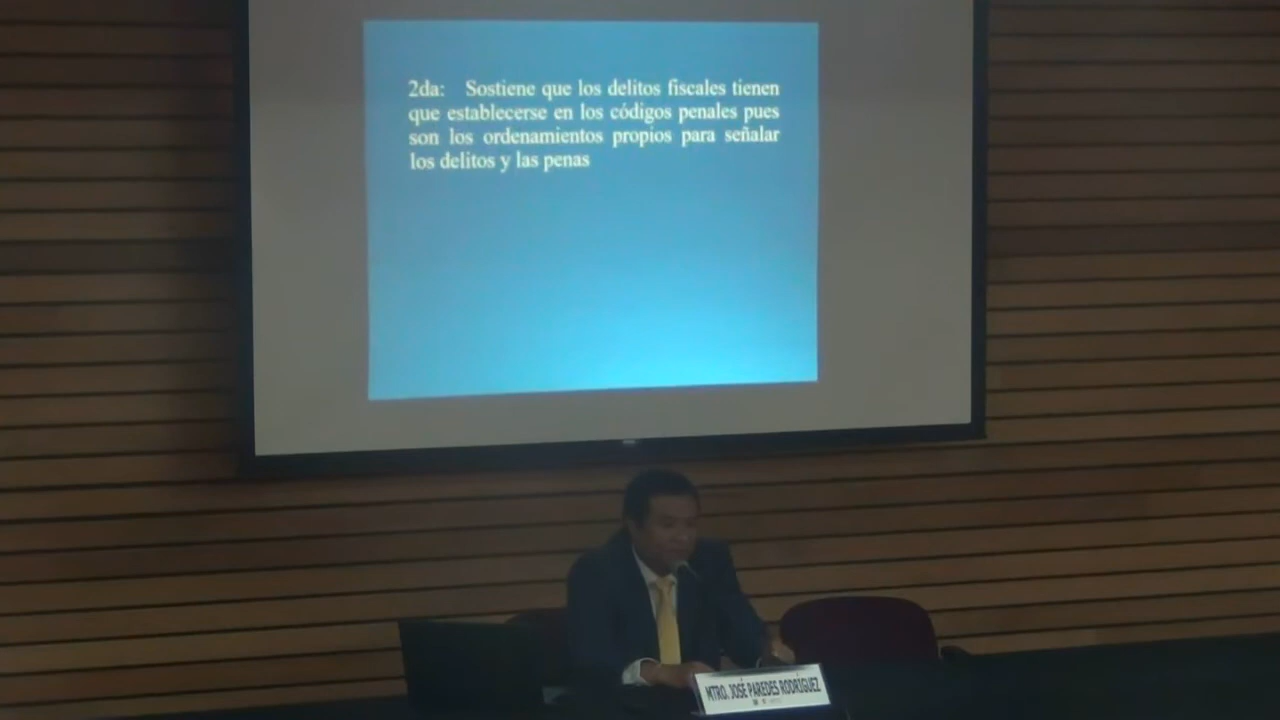 2da: Sostiene que los delitos fiscales tienen
que establecerse en los códigos penales pues
son los ordenamientos propios para señalar
los delitos y las penas
MTRO. JOSÉ PAREDES RODRÍGUEZ